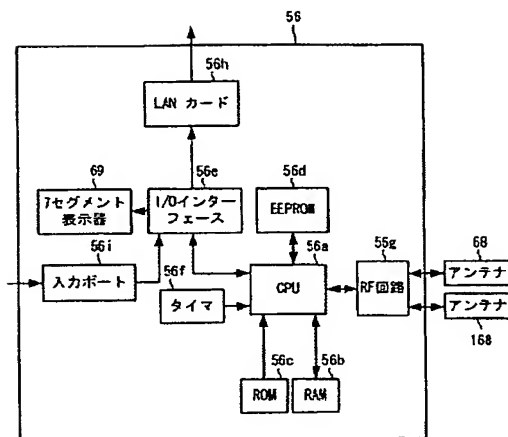 56
56h
LAN カード
69
7セグメント
表示器
56e
I/Oインター
フェース
56d
EEPROM
56i
入力ポート
56f
タイマ
56a
CPU
56g
RF回路
68
アンテナ
アンテナ
168
56c
ROM
56b
RAM